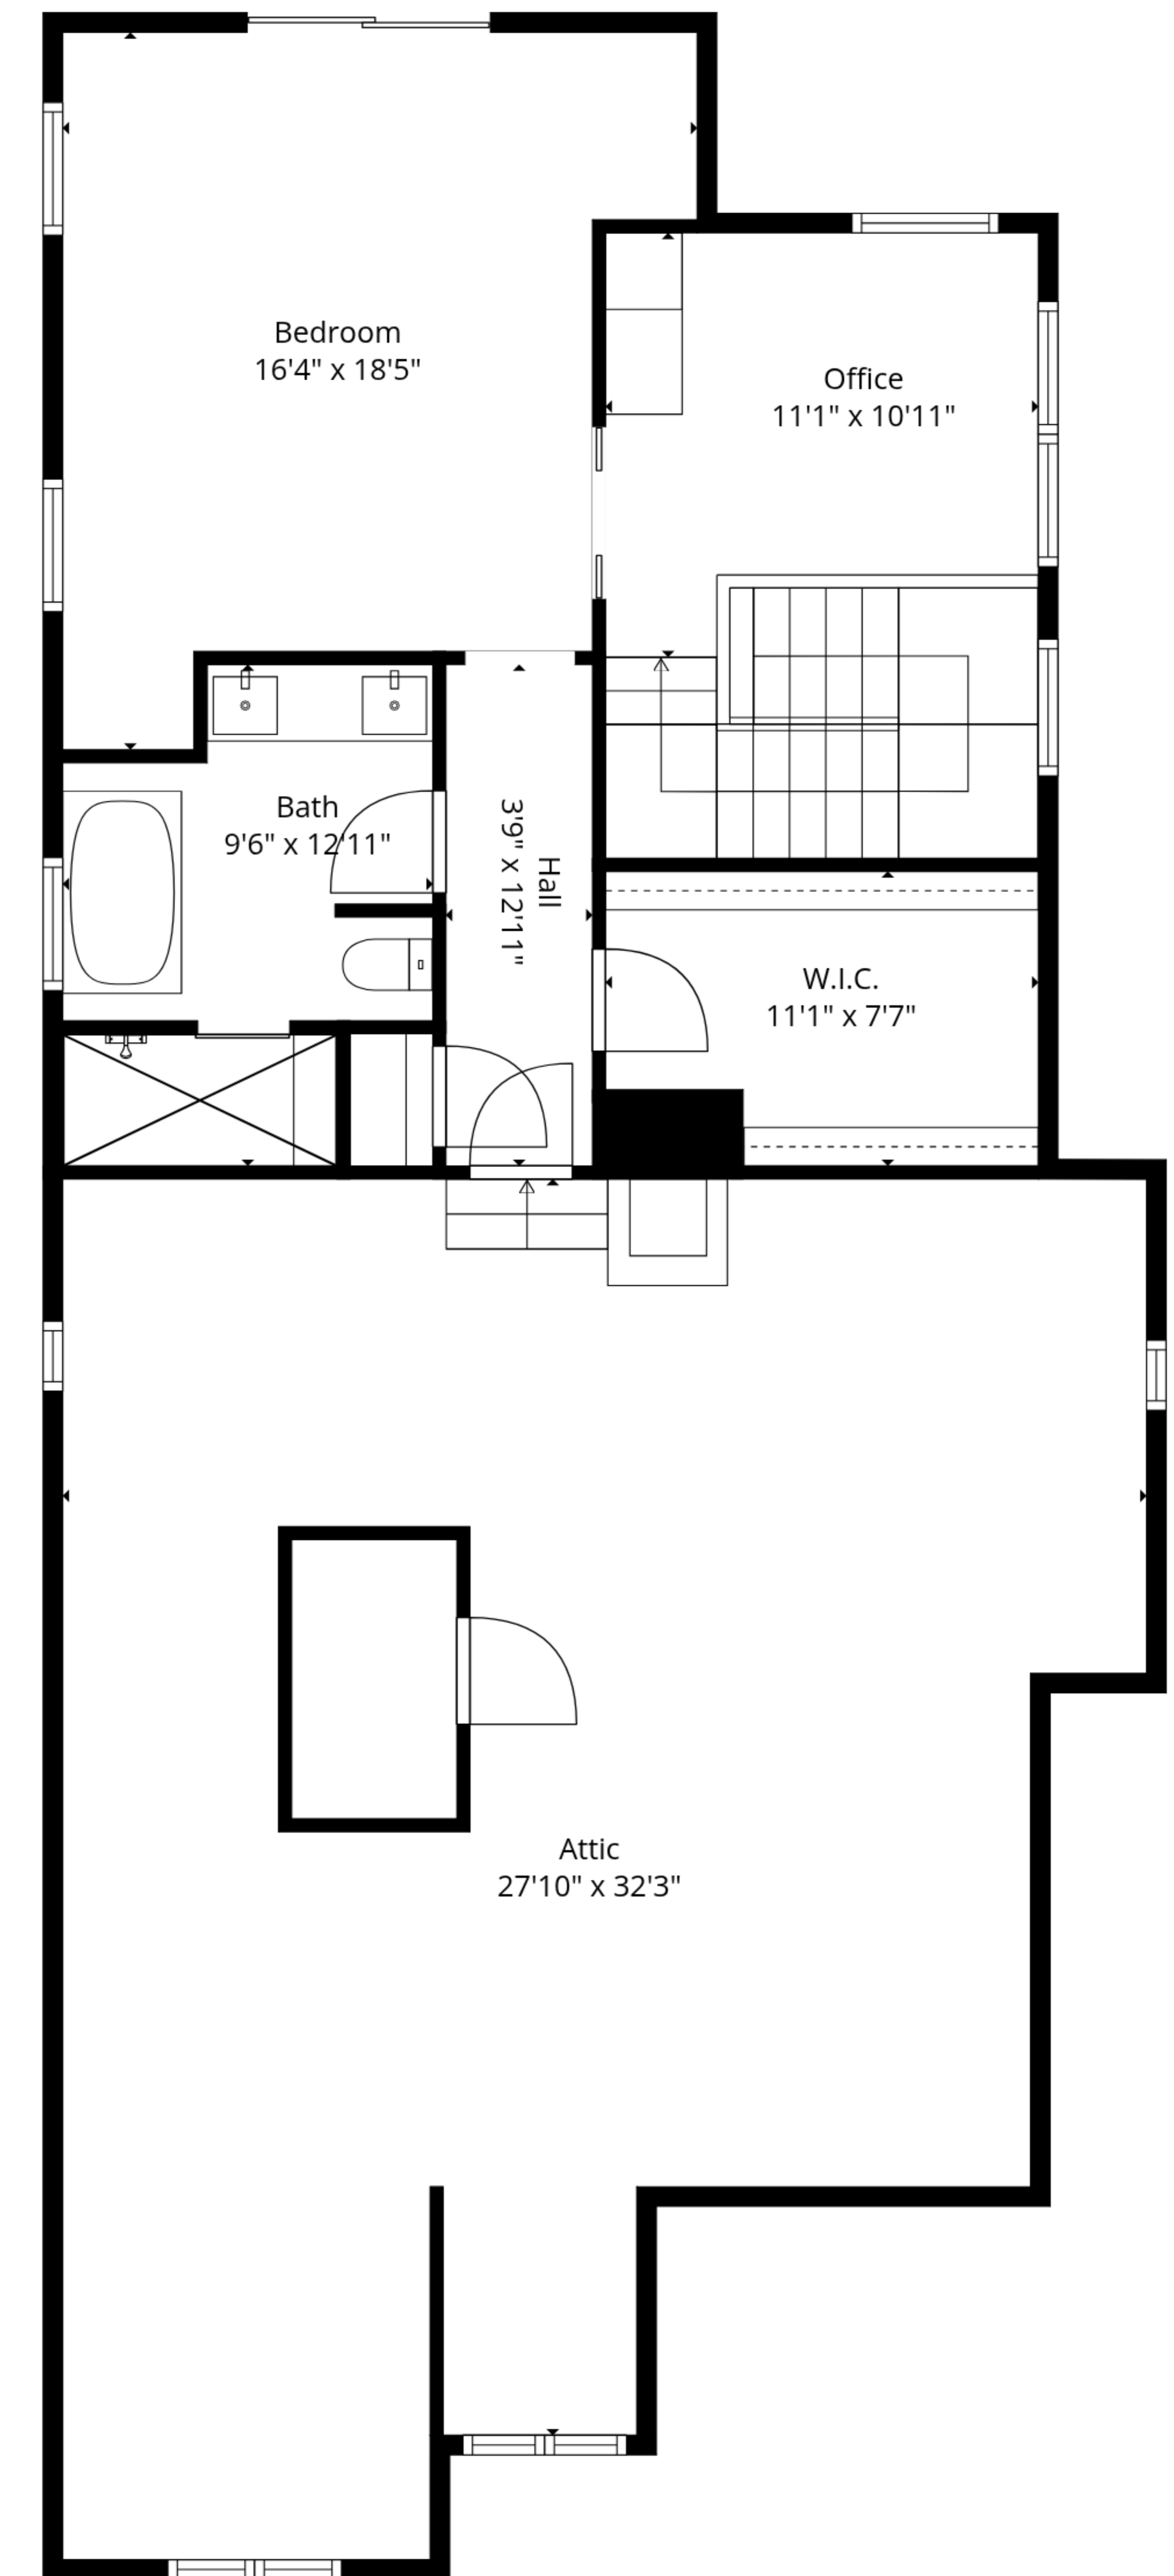 Bedroom
16'4" x 18'5"
Office
11'1" x 10'11"
Bath
9'6" x 12'11"
Hall
3'9" x 12'11"
W.I.C.
11'1" x 7'7"
Attic
27'10" x 32'3"